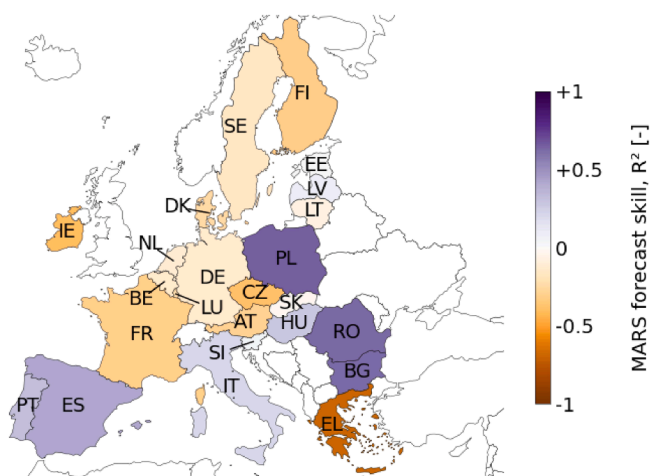 FI
SE
EE
LV
LT
DK
IE
NL
PL
DE
BE
LU
CZ
SK
FR
AT
HU
RO
SI
BG
IT
PT
ES
EL
+1
+0.5
0
-0.5
-1
MARS forecast skill, R² [-]